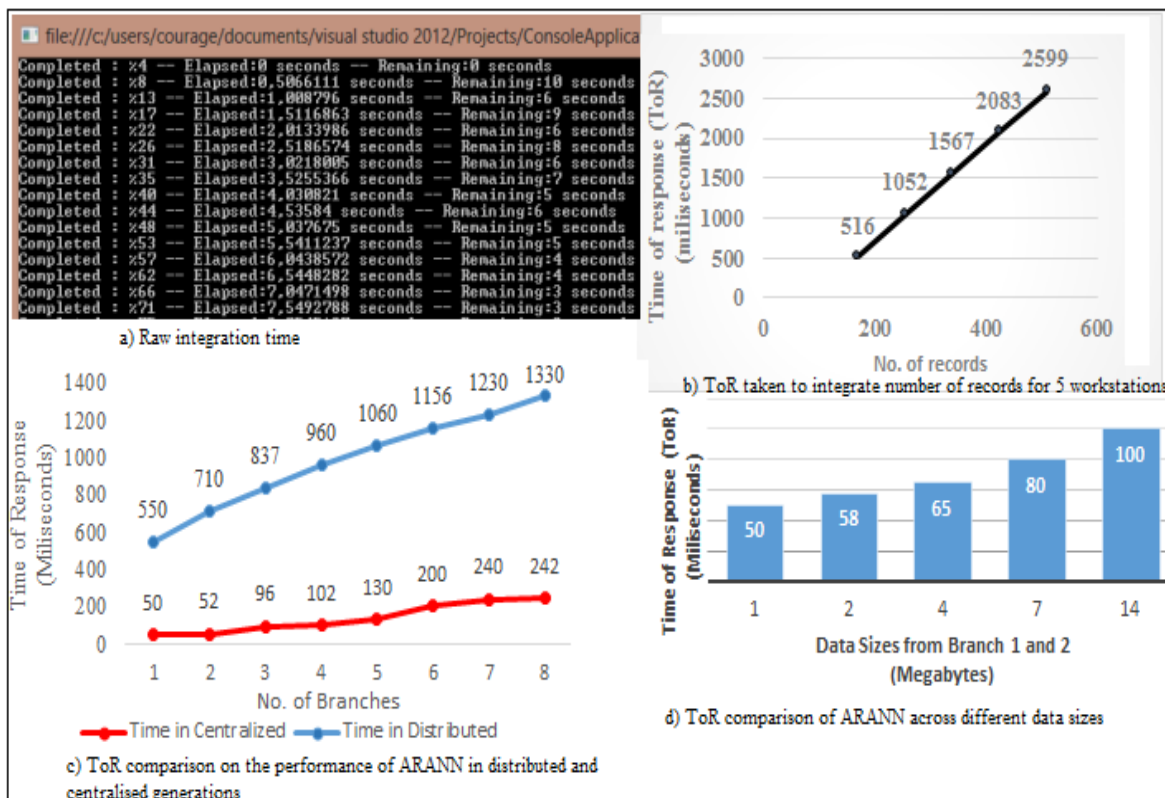 file:///c:/users/courage/documents/visual studio 2012/Projects/ConsoleApplica
Completed : %4 -- Elapsed:0 seconds -- Remaining:0 seconds
Completed : %8 -- Elapsed:0,5066111 seconds -- Remaining:10 seconds
Completed : %13 -- Elapsed:1,008796 seconds -- Remaining:6 seconds
Completed : %17 -- Elapsed:1,5116863 seconds -- Remaining:9 seconds
Completed : %22 -- Elapsed:2,0133986 seconds -- Remaining:6 seconds
Completed : %26 -- Elapsed:2,5186574 seconds -- Remaining:8 seconds
Completed : %31 -- Elapsed:3,0218005 seconds -- Remaining:6 seconds
Completed : %35 -- Elapsed:3,5255366 seconds -- Remaining:7 seconds
Completed : %40 -- Elapsed:4,030821 seconds -- Remaining:5 seconds
Completed : %44 -- Elapsed:4,53584 seconds -- Remaining:6 seconds
Completed : %48 -- Elapsed:5,037675 seconds -- Remaining:5 seconds
Completed : %53 -- Elapsed:5,5411237 seconds -- Remaining:5 seconds
Completed : %57 -- Elapsed:6,0438572 seconds -- Remaining:4 seconds
Completed : %62 -- Elapsed:6,5448282 seconds -- Remaining:4 seconds
Completed : %66 -- Elapsed:7,0471498 seconds -- Remaining:3 seconds
Completed : %71 -- Elapsed:7,5492788 seconds -- Remaining:3 seconds
a) Raw integration time
Time of response (ToR)
(miliseconds)
3000
2500
2000
1500
1000
500
0
516
1052
1567
2083
2599
0 200 400 600
No. of records
b) ToR taken to integrate number of records for 5 workstations
Time of Response
(Miliseconds)
1400
1200
1000
800
600
400
200
0
550 710 837 960 1060 1156 1230 1330
50 52 96 102 130 200 240 242
1 2 3 4 5 6 7 8
No. of Branches
Time in Centralized Time in Distributed
c) ToR comparison on the performance of ARANN in distributed and
centralised generations
Time of Response (ToR)
(Miliseconds)
50 58 65 80 100
1 2 4 7 14
Data Sizes from Branch 1 and 2
(Megabytes)
d) ToR comparison of ARANN across different data sizes